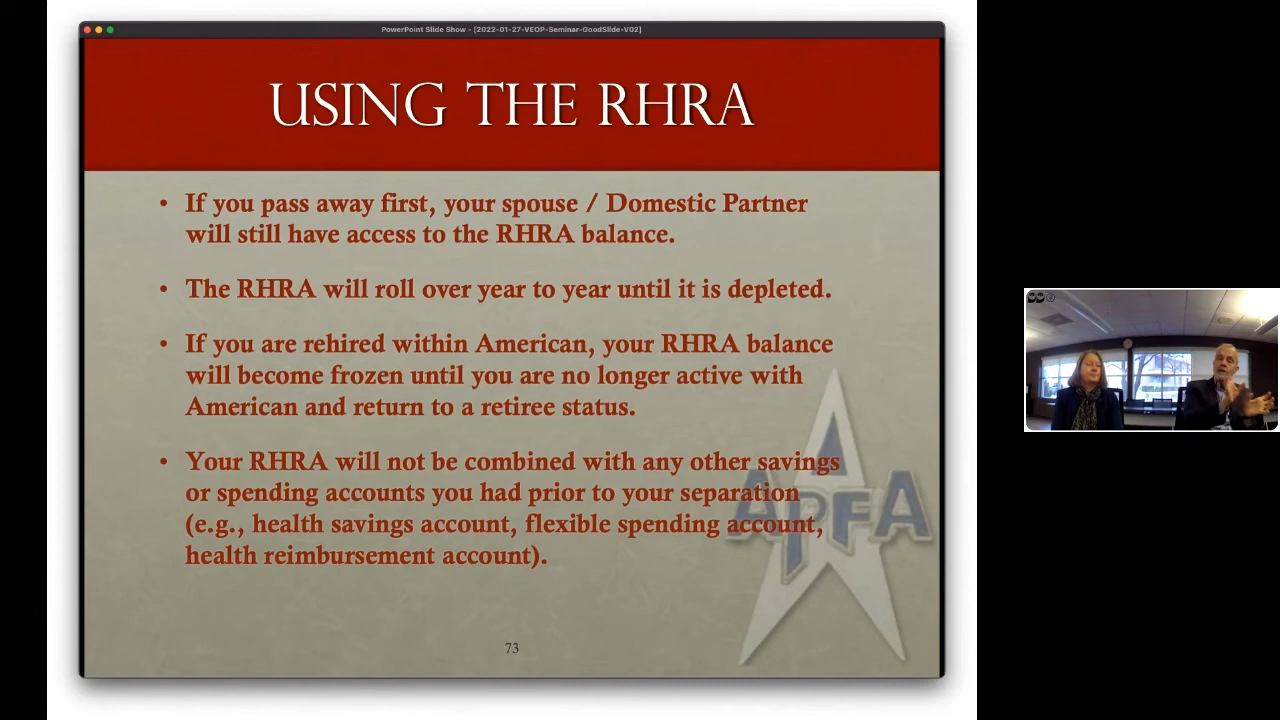 PowerPoint Slide Show - [2022-01-27-VEOP-Seminar-GoodSlide-V02]
USING THE RHRA
• If you pass away first, your spouse / Domestic Partner
will still have access to the RHRA balance.
• The RHRA will roll over year to year until it is depleted.
• If you are rehired within American, your RHRA balance
will become frozen until you are no longer active with
American and return to a retiree status.
• Your RHRA will not be combined with any other savings
or spending accounts you had prior to your separation
(e.g., health savings account, flexible spending account,
health reimbursement account).
APFA
73